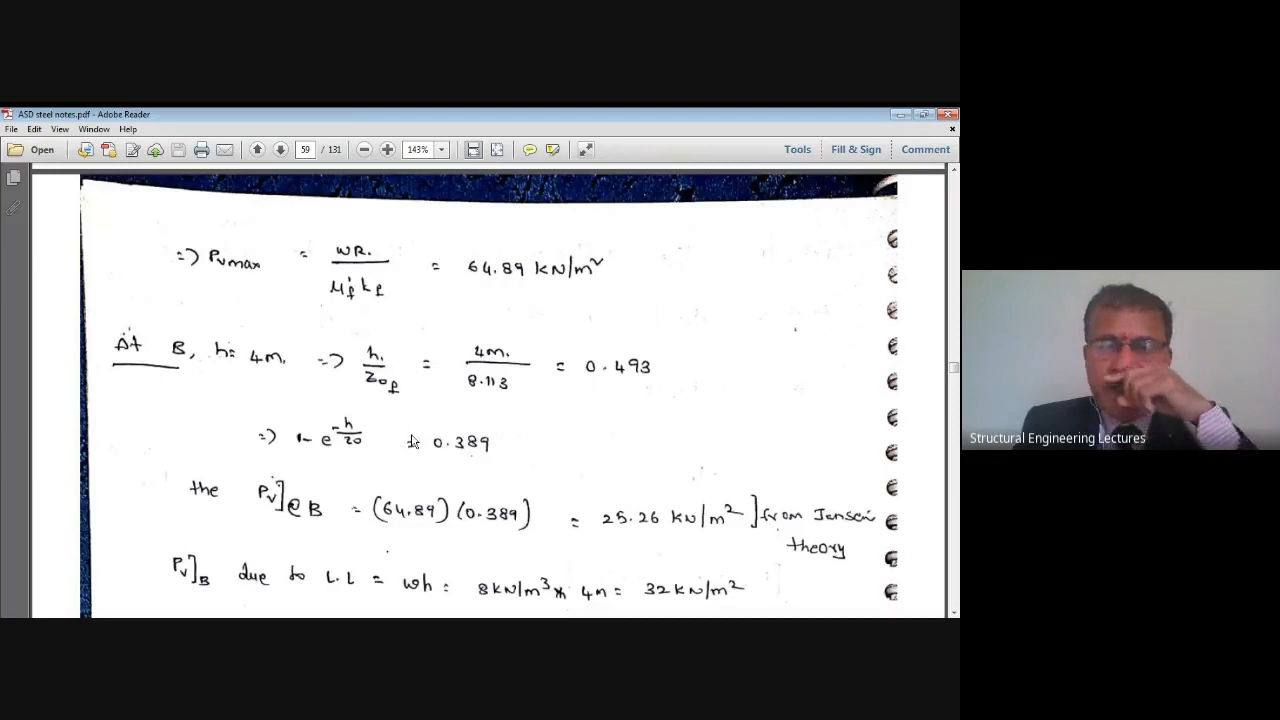 ASD steel notes.pdf - Adobe Reader
File Edit View Window Help
Open 59 / 131 143% Tools Fill & Sign Comment
=> Pvmax = WR. / μ'f kf = 64.89 kN/m²
At B, h= 4m. => h. / Zof = 4m. / 8.113 = 0.493
=> 1- e^-h/zo = 0.389
the Pv]@B = (64.89) (0.389) = 25.26 kN/m² ] from Jansen
theory
Pv]B due to L.L = wh = 8kN/m³ * 4m = 32kN/m²
Structural Engineering Lectures